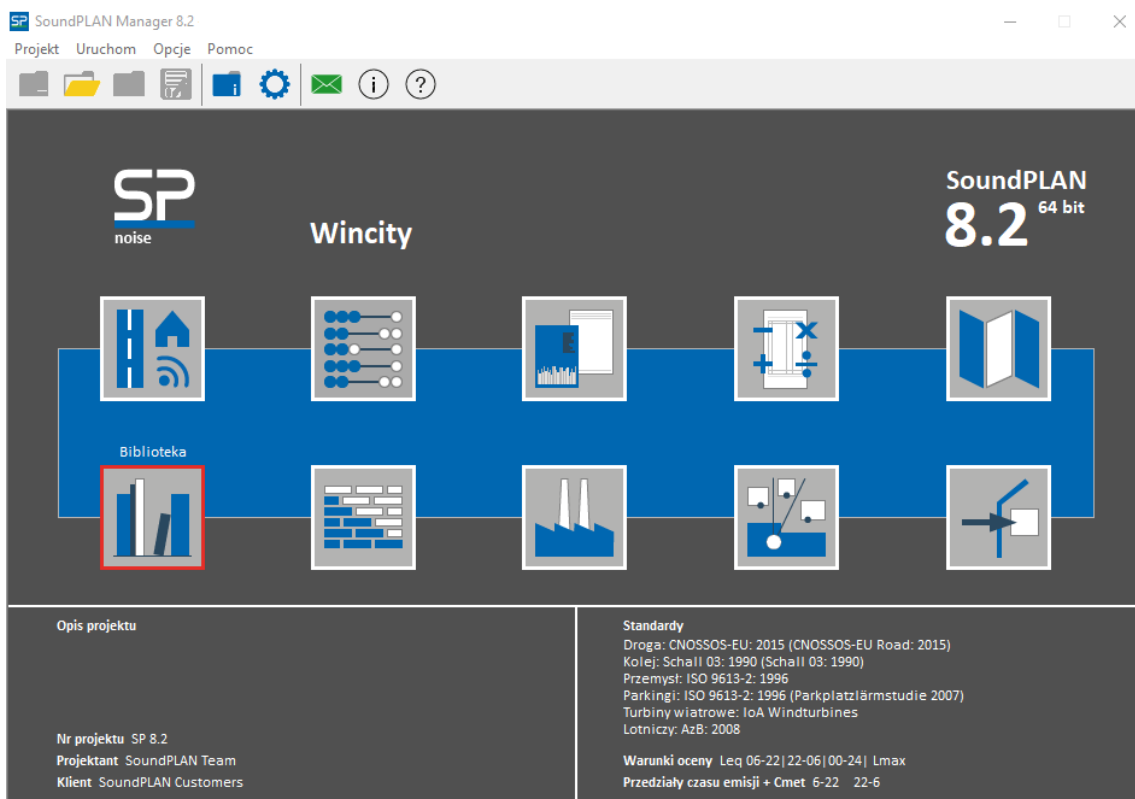 SP SoundPLAN Manager 8.2
Projekt Uruchom Opcje Pomoc
SP
noise
Wincity
SoundPLAN
8.2 64 bit
Biblioteka
Opis projektu
Nr projektu SP 8.2
Projektant SoundPLAN Team
Klient SoundPLAN Customers
Standardy
Droga: CNOSSOS-EU: 2015 (CNOSSOS-EU Road: 2015)
Kolej: Schall 03: 1990 (Schall 03: 1990)
Przemysł: ISO 9613-2: 1996
Parkingi: ISO 9613-2: 1996 (Parkplatzlärmstudie 2007)
Turbiny wiatrowe: IoA Windturbines
Lotniczy: AzB: 2008
Warunki oceny Leq 06-22|22-06|00-24| Lmax
Przedziały czasu emisji + Cmet 6-22 22-6